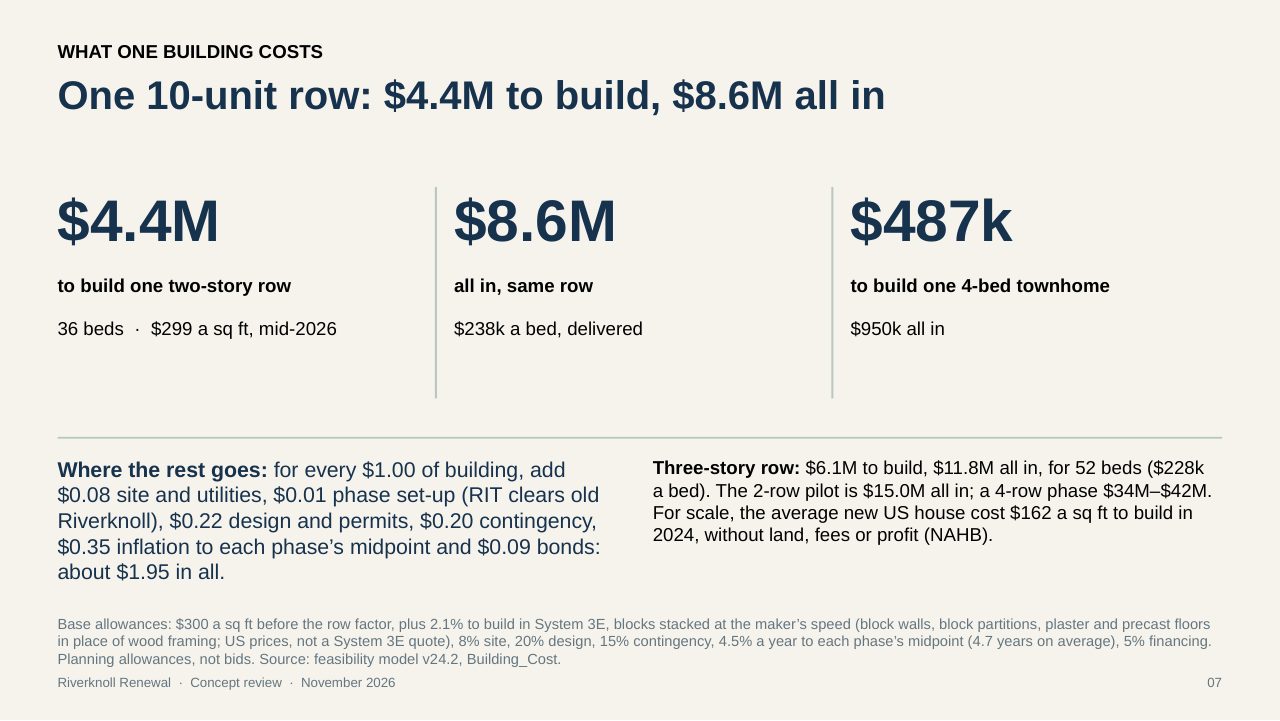 WHAT ONE BUILDING COSTS
One 10-unit row: $4.4M to build, $8.6M all in
$4.4M
to build one two-story row
36 beds · $299 a sq ft, mid-2026
$8.6M
all in, same row
$238k a bed, delivered
$487k
to build one 4-bed townhome
$950k all in
Where the rest goes: for every $1.00 of building, add
$0.08 site and utilities, $0.01 phase set-up (RIT clears old
Riverknoll), $0.22 design and permits, $0.20 contingency,
$0.35 inflation to each phase’s midpoint and $0.09 bonds:
about $1.95 in all.
Three-story row: $6.1M to build, $11.8M all in, for 52 beds ($228k
a bed). The 2-row pilot is $15.0M all in; a 4-row phase $34M–$42M.
For scale, the average new US house cost $162 a sq ft to build in
2024, without land, fees or profit (NAHB).
Base allowances: $300 a sq ft before the row factor, plus 2.1% to build in System 3E, blocks stacked at the maker’s speed (block walls, block partitions, plaster and precast floors
in place of wood framing; US prices, not a System 3E quote), 8% site, 20% design, 15% contingency, 4.5% a year to each phase’s midpoint (4.7 years on average), 5% financing.
Planning allowances, not bids. Source: feasibility model v24.2, Building_Cost.
Riverknoll Renewal · Concept review · November 2026
07